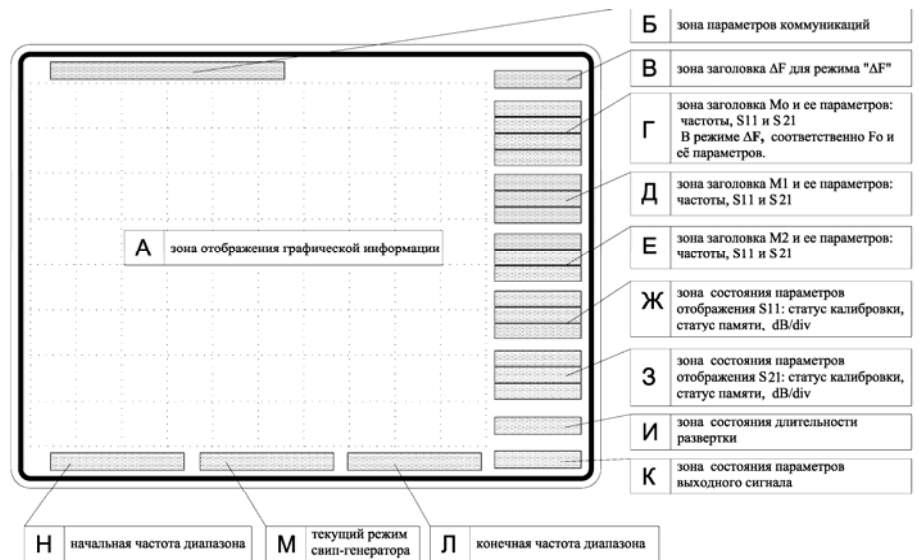 Б зона параметров коммуникаций
В зона заголовка ΔF для режима "ΔF"
Г зона заголовка Mo и ее параметров:
частоты, S11 и S21
В режиме ΔF, соответственно Fo и
её параметров.
Д зона заголовка M1 и ее параметров:
частоты, S11 и S21
А зона отображения графической информации
Е зона заголовка M2 и ее параметров:
частоты, S11 и S21
Ж зона состояния параметров
отображения S11: статус калибровки,
статус памяти, dB/div
З зона состояния параметров
отображения S21: статус калибровки,
статус памяти, dB/div
И зона состояния длительности
развертки
К зона состояния параметров
выходного сигнала
Н начальная частота диапазона
М текущий режим
свип-генератора
Л конечная частота диапазона